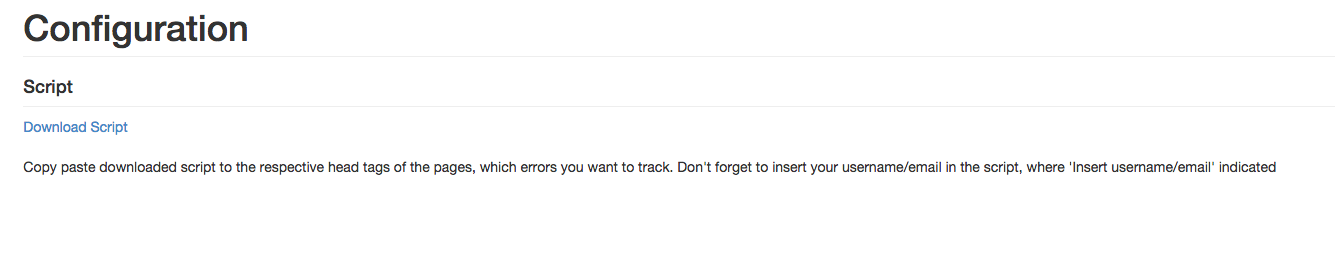 Configuration
Script
Download Script
Copy paste downloaded script to the respective head tags of the pages, which errors you want to track. Don't forget to insert your username/email in the script, where 'Insert username/email' indicated